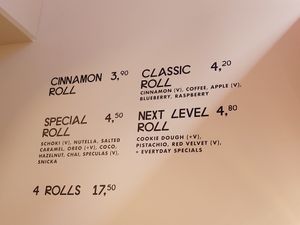 CINNAMON ROLL 3,90
CLASSIC ROLL 4,20
CINNAMON (V), COFFEE, APPLE (V),
BLUEBERRY, RASPBERRY
SPECIAL ROLL 4,50
SCHOKI (V), NUTELLA, SALTED
CARAMEL, OREO (+V), COCO,
HAZELNUT, CHAI, SPECULAS (V),
SNICKA
NEXT LEVEL ROLL 4,80
COOKIE DOUGH (+V),
PISTACHIO, RED VELVET (V),
+ EVERYDAY SPECIALS
4 ROLLS 17,50